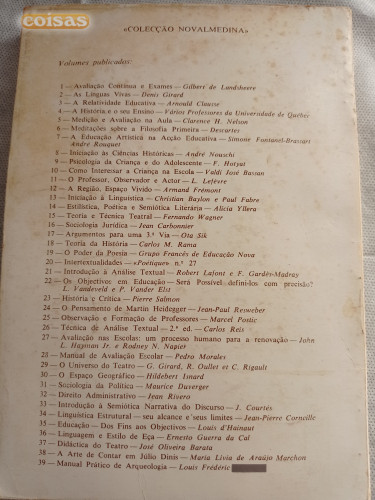 coisas
«COLECÇÃO NOVALMEDINA»
Volumes publicados:
1 — Avaliação Contínua e Exames — Gilbert de Landsheere
2 — As Línguas Vivas — Denis Girard
3 — A Relatividade Educativa — Arnould Clausse
4 — A História e o seu Ensino — Vários Professores da Universidade de Quebec
5 — Medição e Avaliação na Aula — Clarence H. Nelson
6 — Meditações sobre a Filosofia Primeira — Descartes
7 — A Educação Artística na Acção Educativa — Simone Fontanel-Brassart
André Rouquet
8 — Iniciação às Ciências Históricas — André Nouschi
9 — Psicologia da Criança e do Adolescente — F. Hotyat
10 — Como Interessar a Criança na Escola — Valdi José Bassan
11 — O Professor, Observador e Actor — L. Lefèvre
12 — A Região, Espaço Vivido — Armand Frémont
13 — Iniciação à Linguística — Christian Baylon e Paul Fabre
14 — Estilística, Poética e Semiótica Literária — Alicia Yllera
15 — Teoria e Técnica Teatral — Fernando Wagner
16 — Sociologia Jurídica — Jean Carbonnier
17 — Argumentos para uma 3.ª Via — Ota Sik
18 — Teoria da História — Carlos M. Rama
19 — O Poder da Poesia — Grupo Francês de Educação Nova
20 — Intertextualidades — «Poétique» n.º 27
21 — Introdução à Análise Textual — Robert Lafont e F. Gardès-Madray
22 — Os Objectivos em Educação — Será Possível defini-los com precisão?
L. Vandevelde e P. Vander Elst
23 — História e Crítica — Pierre Salmon
24 — O Pensamento de Martin Heidegger — Jean-Paul Resweber
25 — Observação e Formação de Professores — Marcel Postic
26 — Técnica de Análise Textual — 2.ª ed. — Carlos Reis
27 — Avaliação nas Escolas: um processo humano para a renovação — John
L. Hayman Jr. e Rodney N. Napier
28 — Manual de Avaliação Escolar — Pedro Morales
29 — O Universo do Teatro — G. Girard, R. Oullet et C. Rigault
30 — O Espaço Geográfico — Hildebert Isnard
31 — Sociologia da Política — Maurice Duverger
32 — Direito Administrativo — Jean Rivero
33 — Introdução à Semiótica Narrativa do Discurso — J. Courtés
34 — Linguística Estrutural — seu alcance e seus limites — Jean-Pierre Corneille
35 — Educação — Dos Fins aos Objectivos — Louis d'Hainaut
36 — Linguagem e Estilo de Eça — Ernesto Guerra da Cal
37 — Didáctica do Teatro — José Oliveira Barata
38 — A Arte de Contar em Júlio Dinis — Maria Lívia de Araújo Marchon
39 — Manual Prático de Arqueologia — Louis Frédéric